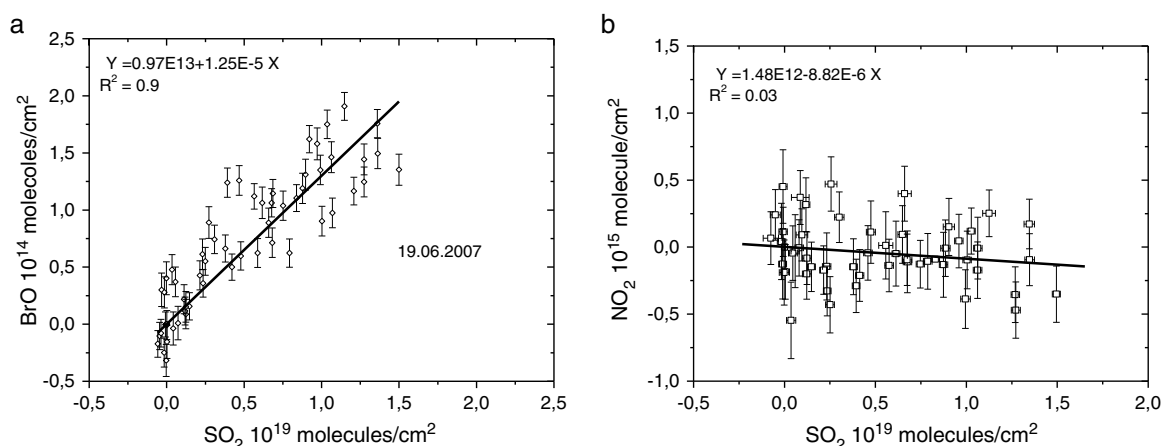 a
2,5
2,0
1,5
1,0
0,5
0,0
-0,5
Y =0.97E13+1.25E-5 X
R² = 0.9
19.06.2007
BrO 10¹⁴ molecoles/cm²
-0,5 0,0 0,5 1,0 1,5 2,0 2,5
SO₂ 10¹⁹ molecules/cm²
b
1,5
1,0
0,5
0,0
-0,5
-1,0
Y =1.48E12-8.82E-6 X
R² = 0.03
NO₂ 10¹⁵ molecule/cm²
-0,5 0,0 0,5 1,0 1,5 2,0
SO₂ 10¹⁹ molecules/cm²